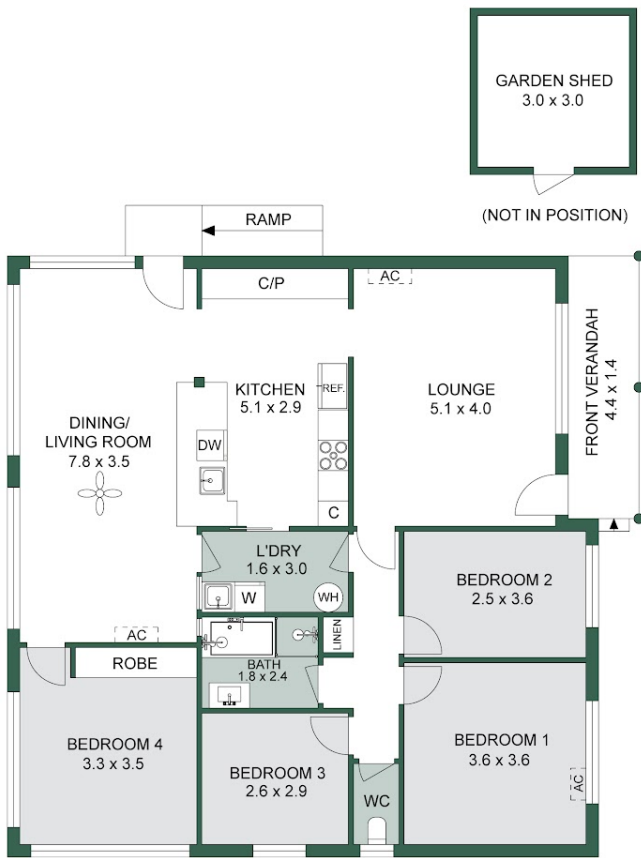 GARDEN SHED
3.0 x 3.0
(NOT IN POSITION)
RAMP
C/P
AC
KITCHEN
5.1 x 2.9
REF.
LOUNGE
5.1 x 4.0
FRONT VERANDAH
4.4 x 1.4
DINING/
LIVING ROOM
7.8 x 3.5
DW
C
L'DRY
1.6 x 3.0
W
WH
BEDROOM 2
2.5 x 3.6
AC
LINEN
ROBE
BATH
1.8 x 2.4
BEDROOM 4
3.3 x 3.5
BEDROOM 3
2.6 x 2.9
BEDROOM 1
3.6 x 3.6
AC
WC